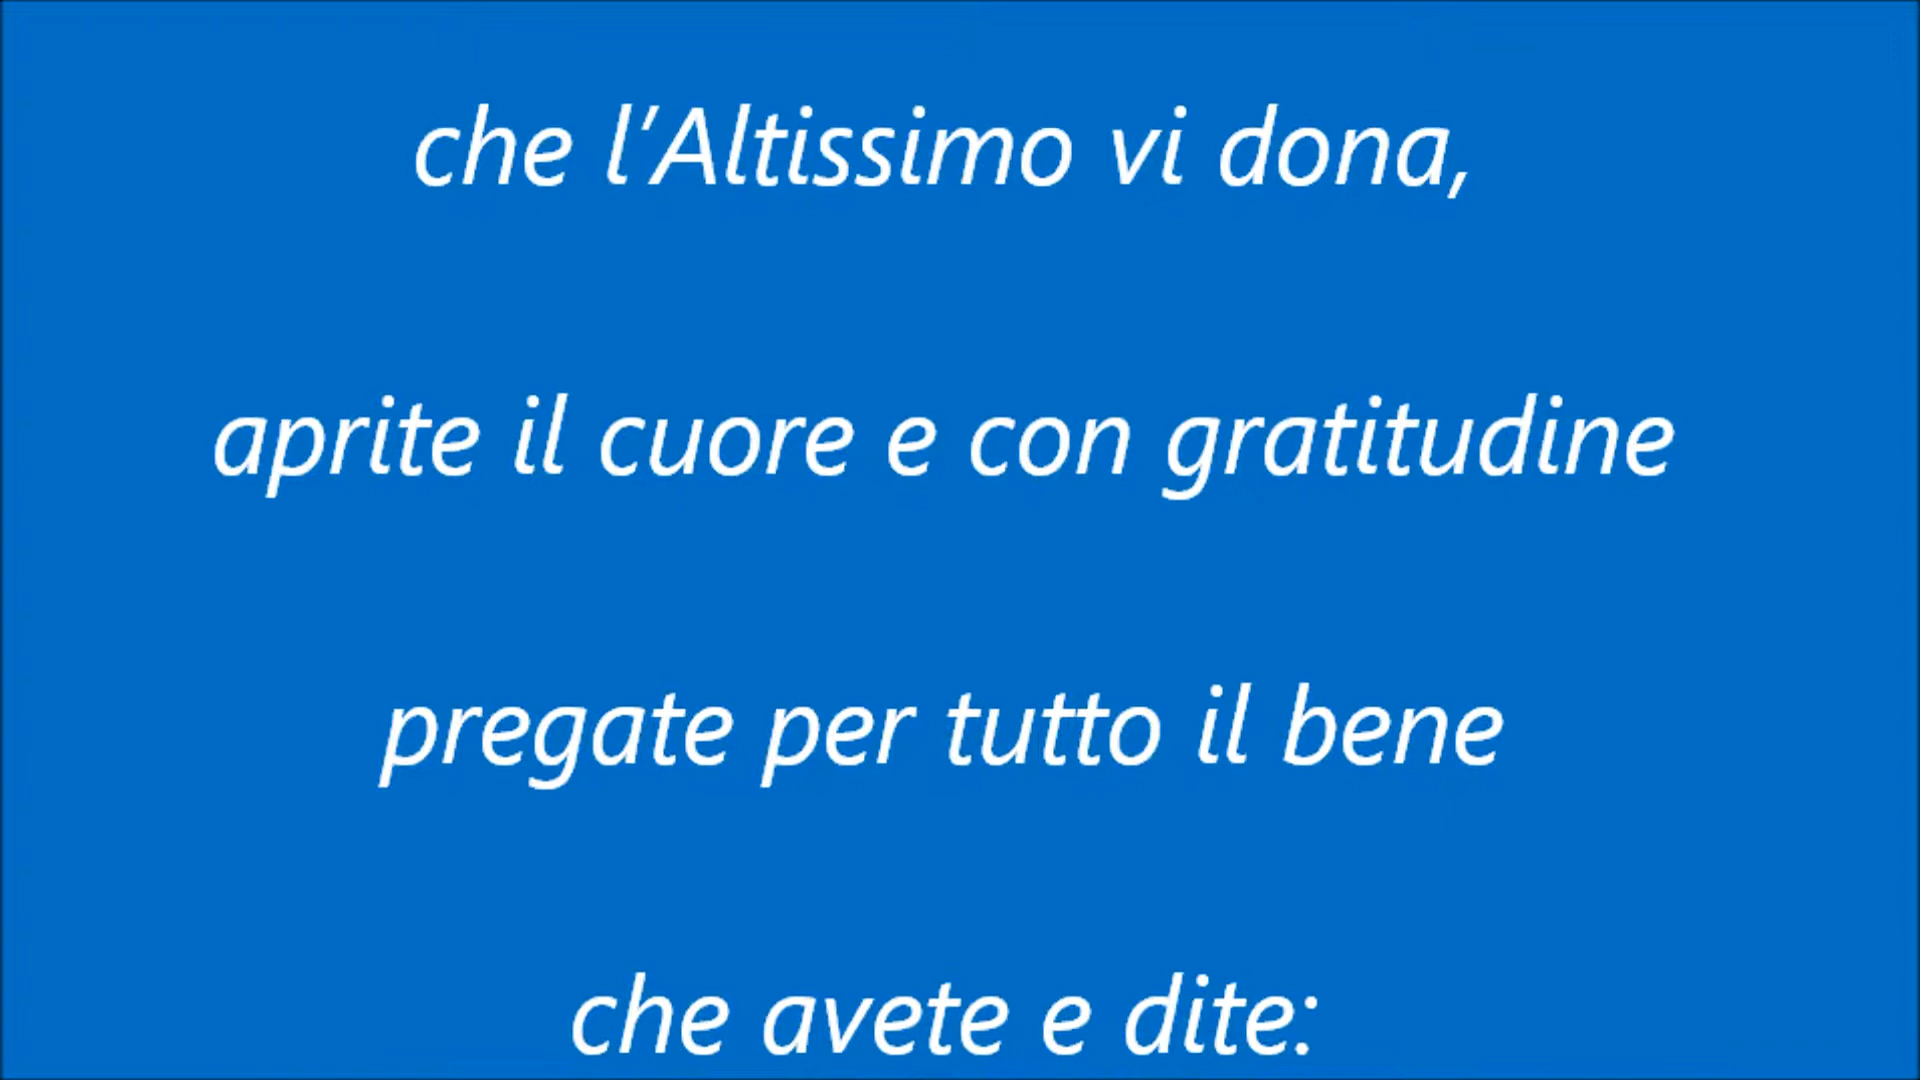 che l’Altissimo vi dona,
aprite il cuore e con gratitudine
pregate per tutto il bene
che avete e dite: